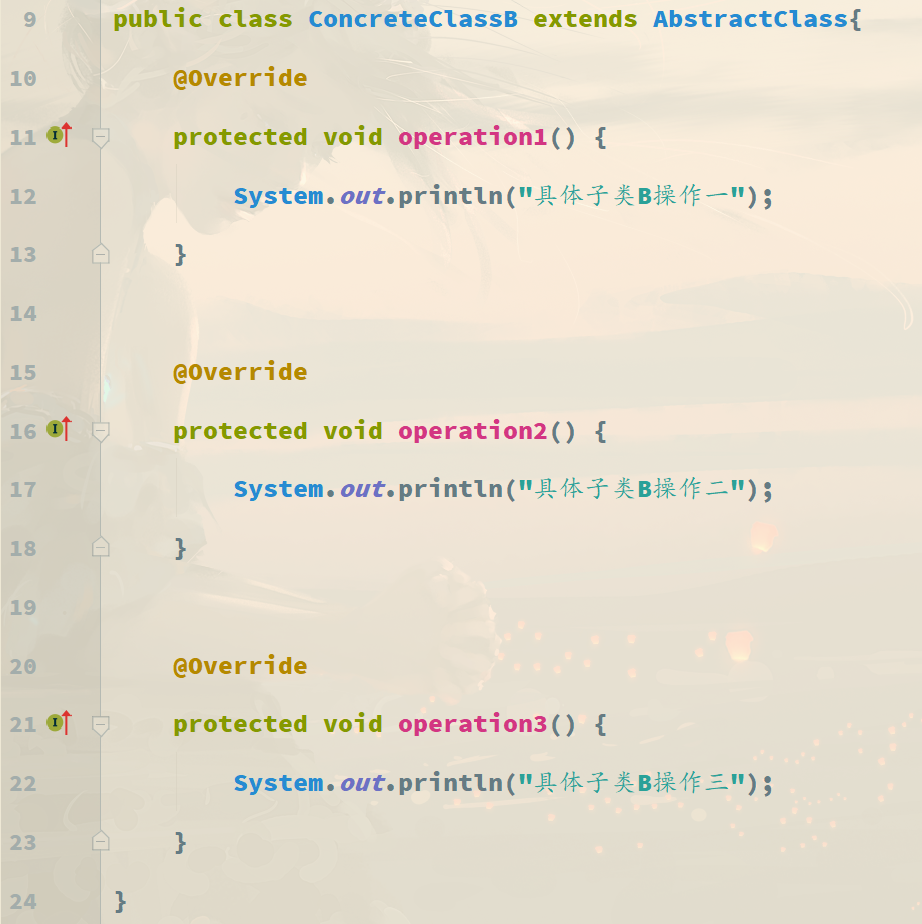 9 public class ConcreteClassB extends AbstractClass{
10 @Override
11 protected void operation1() {
12 System.out.println("具体子类B操作一");
13 }
14
15 @Override
16 protected void operation2() {
17 System.out.println("具体子类B操作二");
18 }
19
20 @Override
21 protected void operation3() {
22 System.out.println("具体子类B操作三");
23 }
24 }